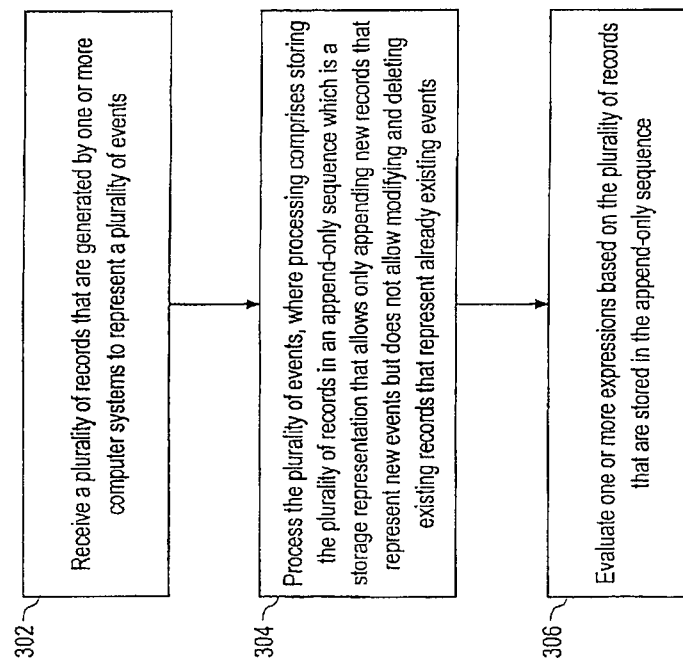 302
Receive a plurality of records that are generated by one or more
computer systems to represent a plurality of events
304
Process the plurality of events, where processing comprises storing
the plurality of records in an append-only sequence which is a
storage representation that allows only appending new records that
represent new events but does not allow modifying and deleting
existing records that represent already existing events
306
Evaluate one or more expressions based on the plurality of records
that are stored in the append-only sequence